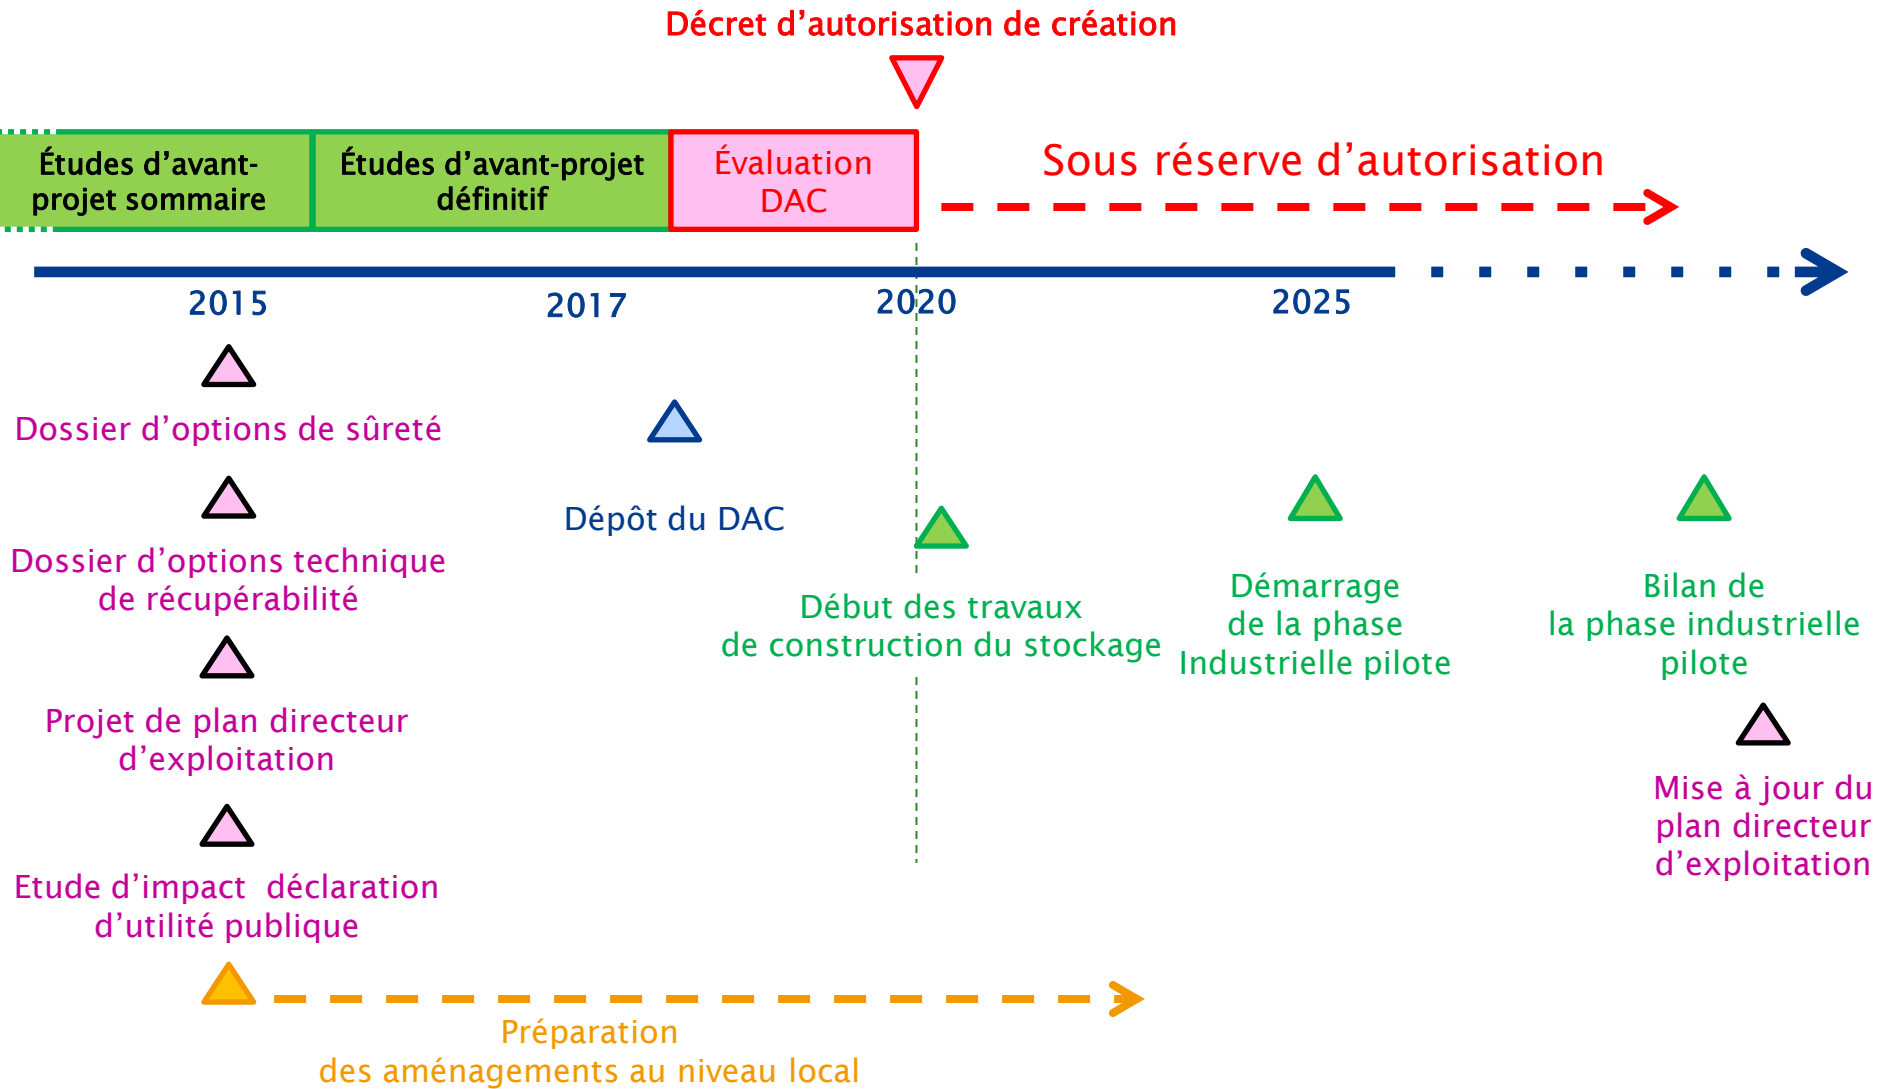 Décret d’autorisation de création
Études d’avant-
projet sommaire
Études d’avant-projet
définitif
Évaluation
DAC
Sous réserve d’autorisation
2015
2017
2020
2025
Dossier d’options de sûreté
Dépôt du DAC
Dossier d’options technique
de récupérabilité
Début des travaux
de construction du stockage
Démarrage
de la phase
Industrielle pilote
Bilan de
la phase industrielle
pilote
Projet de plan directeur
d’exploitation
Mise à jour du
plan directeur
d’exploitation
Etude d’impact  déclaration
d’utilité publique
Préparation
des aménagements au niveau local